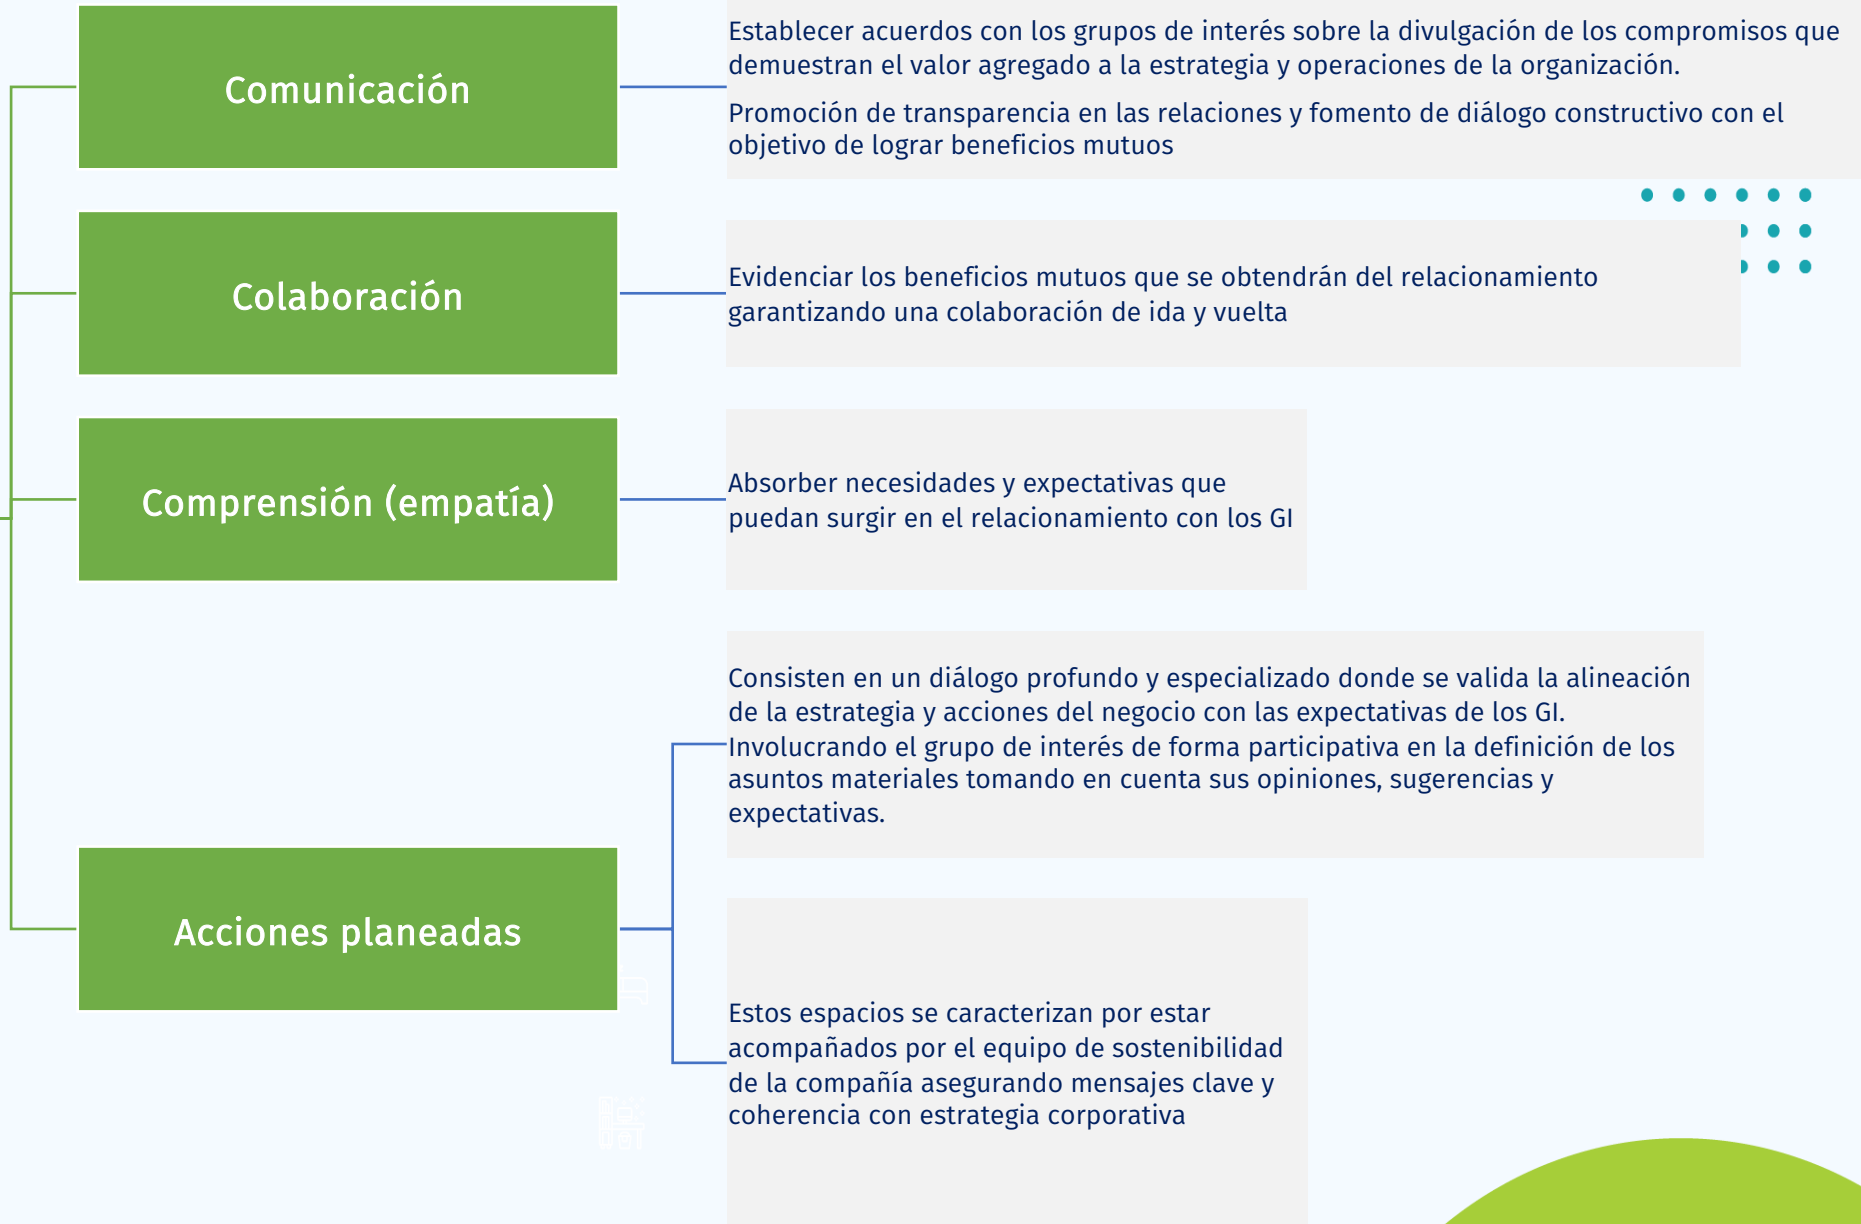 Comunicación
Establecer acuerdos con los grupos de interés sobre la divulgación de los compromisos que
demuestran el valor agregado a la estrategia y operaciones de la organización.
Promoción de transparencia en las relaciones y fomento de diálogo constructivo con el
objetivo de lograr beneficios mutuos
Colaboración
Evidenciar los beneficios mutuos que se obtendrán del relacionamiento
garantizando una colaboración de ida y vuelta
Comprensión (empatía)
Absorber necesidades y expectativas que
puedan surgir en el relacionamiento con los GI
Acciones planeadas
Consisten en un diálogo profundo y especializado donde se valida la alineación
de la estrategia y acciones del negocio con las expectativas de los GI.
Involucrando el grupo de interés de forma participativa en la definición de los
asuntos materiales tomando en cuenta sus opiniones, sugerencias y
expectativas.
Estos espacios se caracterizan por estar
acompañados por el equipo de sostenibilidad
de la compañía asegurando mensajes clave y
coherencia con estrategia corporativa